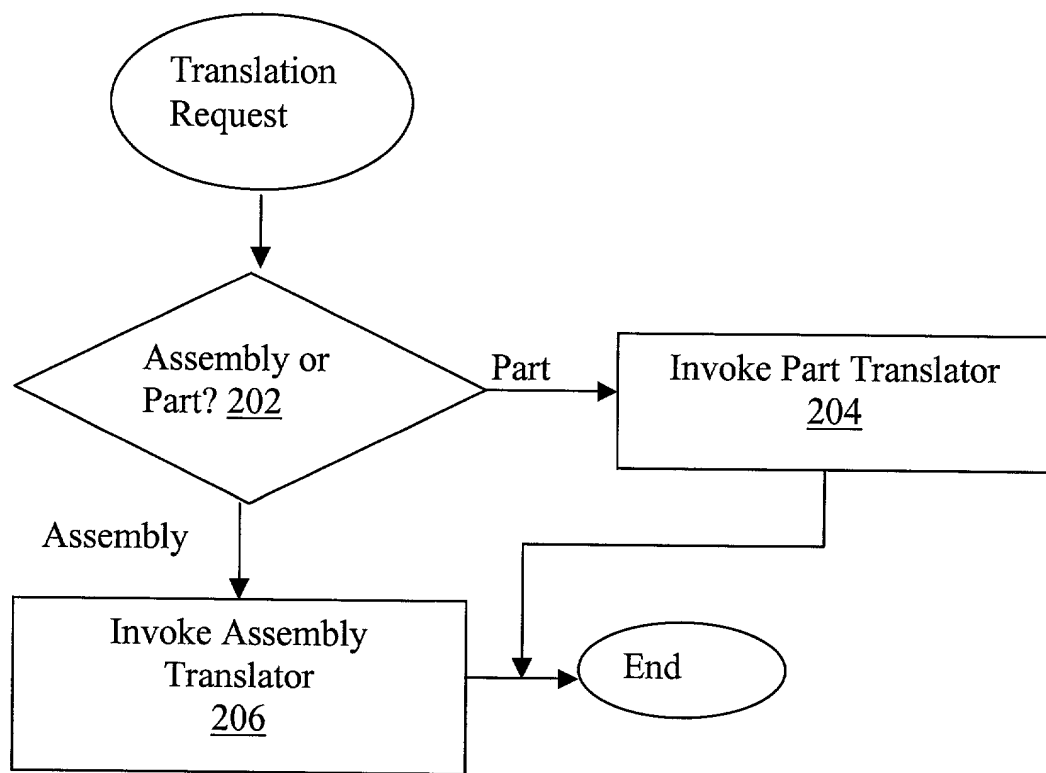 Translation
Request
Assembly or
Part? 202
Part
Invoke Part Translator
204
Assembly
Invoke Assembly
Translator
206
End